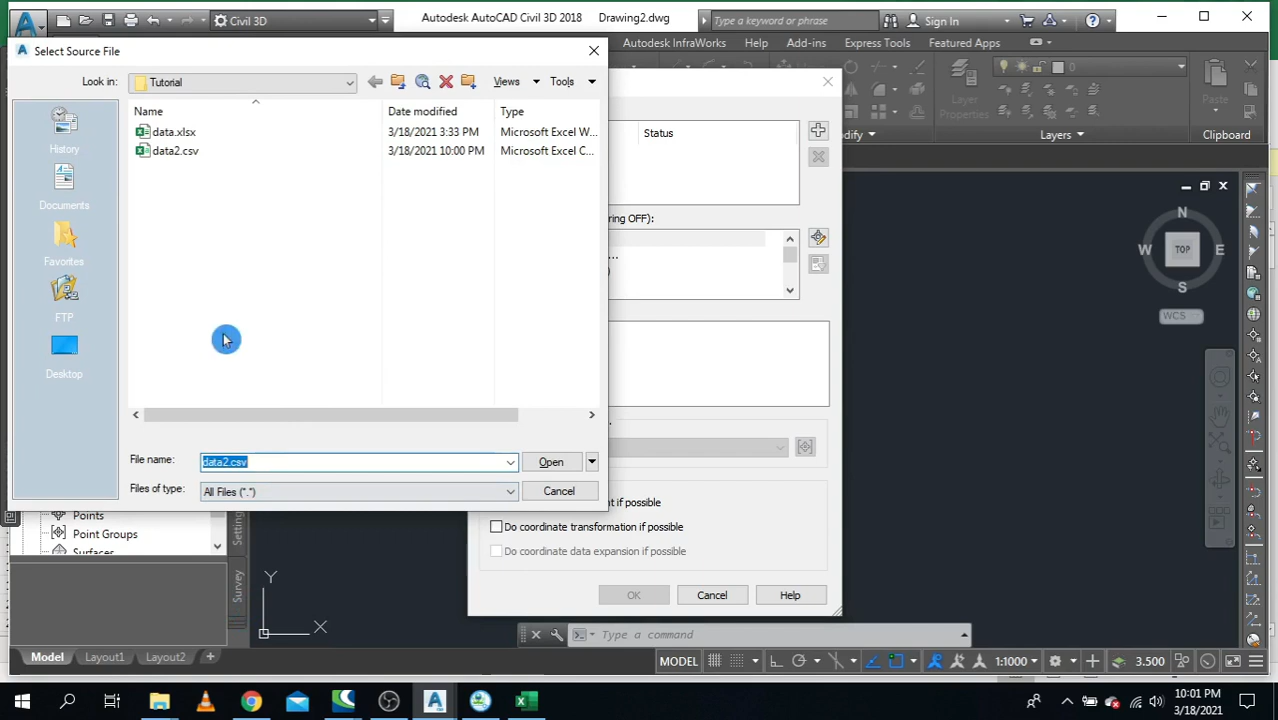 Civil 3D
Autodesk AutoCAD Civil 3D 2018 Drawing2.dwg
Type a keyword or phrase
Sign In
Autodesk InfraWorks Help Add-ins Express Tools Featured Apps
Select Source File
Look in: Tutorial
Views Tools
Name Date modified Type
data.xlsx 3/18/2021 3:33 PM Microsoft Excel W...
data2.csv 3/18/2021 10:00 PM Microsoft Excel C...
History
Documents
Favorites
FTP
Desktop
File name: data2.csv Open
Files of type: All Files (*.*) Cancel
Status
ring OFF):
...
t if possible
Do coordinate transformation if possible
Do coordinate data expansion if possible
OK Cancel Help
Layer
Properties
0
Paste
dify Layers Clipboard
N
W TOP E
S
WCS
Points
Point Groups
Surfaces
Setting
Survey
Y
X
Type a command
Model Layout1 Layout2 +
MODEL 1:1000 3.500
10:01 PM
3/18/2021